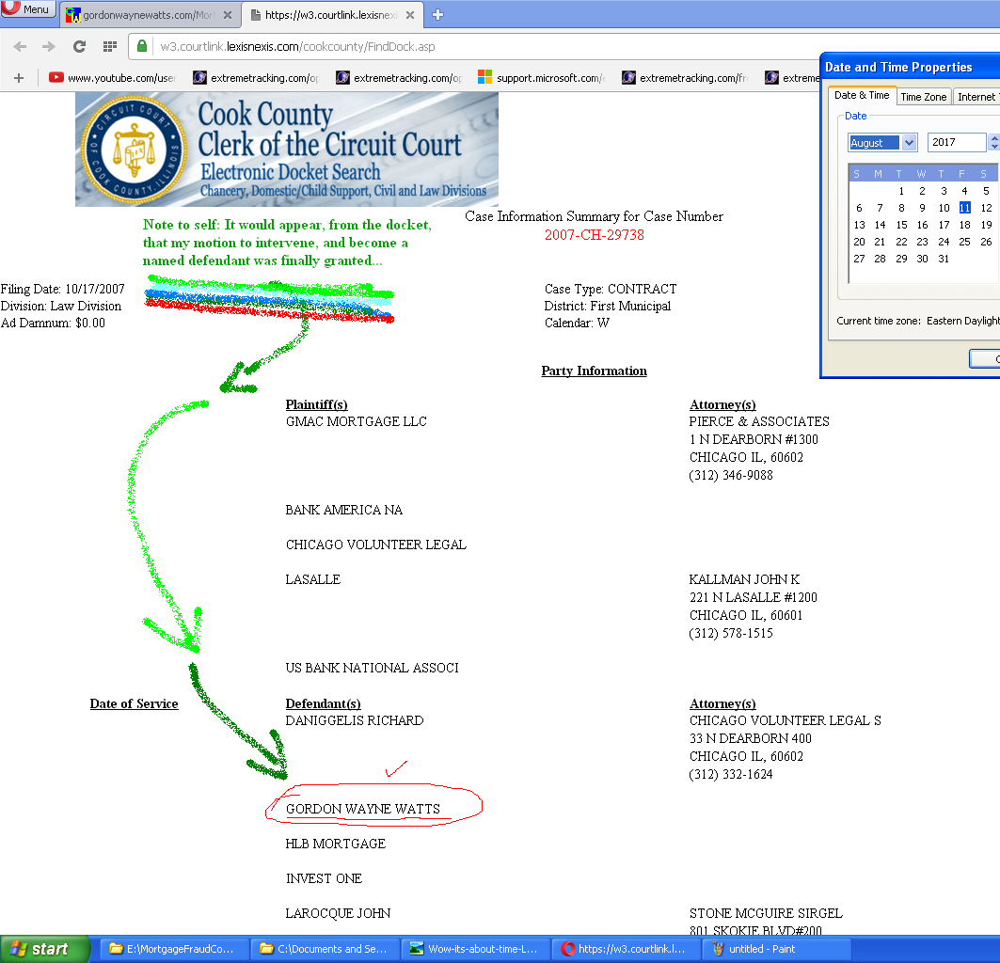 Menu
gordonwaynewatts.com/Mort
https://w3.courtlink.lexisnexi
w3.courtlink.lexisnexis.com/cookcounty/FindDock.asp
www.youtube.com/user
extremetracking.com/op
extremetracking.com/op
support.microsoft.com/
extremetracking.com/fr
extreme
Date and Time Properties
Date & Time
Time Zone
Internet T
Date
August
2017
S M T W T F S
1 2 3 4 5
6 7 8 9 10 11 12
13 14 15 16 17 18 19
20 21 22 23 24 25 26
27 28 29 30 31
Current time zone: Eastern Daylight
CIRCUIT COURT
OF COOK COUNTY, ILLINOIS
Cook County
Clerk of the Circuit Court
Electronic Docket Search
Chancery, Domestic/Child Support, Civil and Law Divisions
Note to self: It would appear, from the docket,
that my motion to intervene, and become a
named defendant was finally granted...
Case Information Summary for Case Number
2007-CH-29738
Filing Date: 10/17/2007
Case Type: CONTRACT
Division: Law Division
District: First Municipal
Ad Damnum: $0.00
Calendar: W
Party Information
Plaintiff(s)
Attorney(s)
GMAC MORTGAGE LLC
PIERCE & ASSOCIATES
1 N DEARBORN #1300
CHICAGO IL, 60602
(312) 346-9088
BANK AMERICA NA
CHICAGO VOLUNTEER LEGAL
LASALLE
KALLMAN JOHN K
221 N LASALLE #1200
CHICAGO IL, 60601
(312) 578-1515
US BANK NATIONAL ASSOCI
Date of Service
Defendant(s)
Attorney(s)
DANIGGELIS RICHARD
CHICAGO VOLUNTEER LEGAL S
33 N DEARBORN 400
CHICAGO IL, 60602
(312) 332-1624
GORDON WAYNE WATTS
HLB MORTGAGE
INVEST ONE
LAROCQUE JOHN
STONE MCGUIRE SIRGEL
801 SKOKIE BLVD#200
start
E:\MortgageFraudCo...
C:\Documents and Se...
Wow-its-about-time-L...
https://w3.courtlink.l...
untitled - Paint